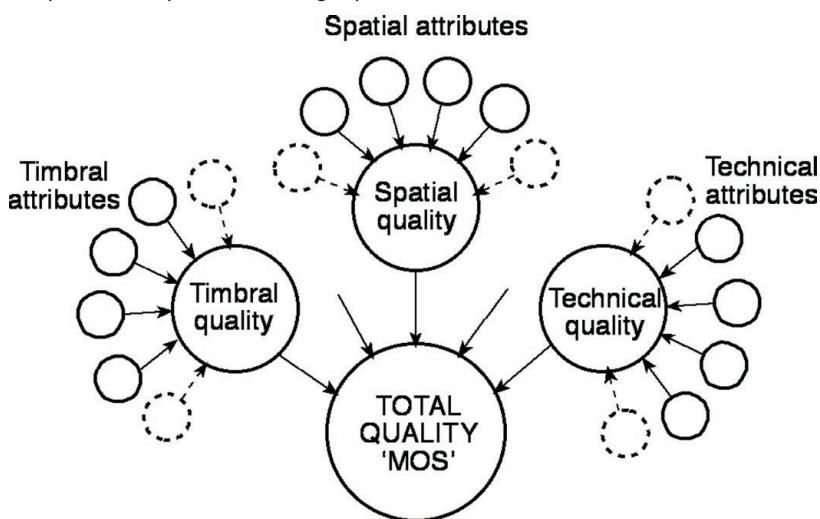 Spatial attributes
Timbral
attributes
Technical
attributes
Spatial
quality
Timbral
quality
Technical
quality
TOTAL
QUALITY
‘MOS’